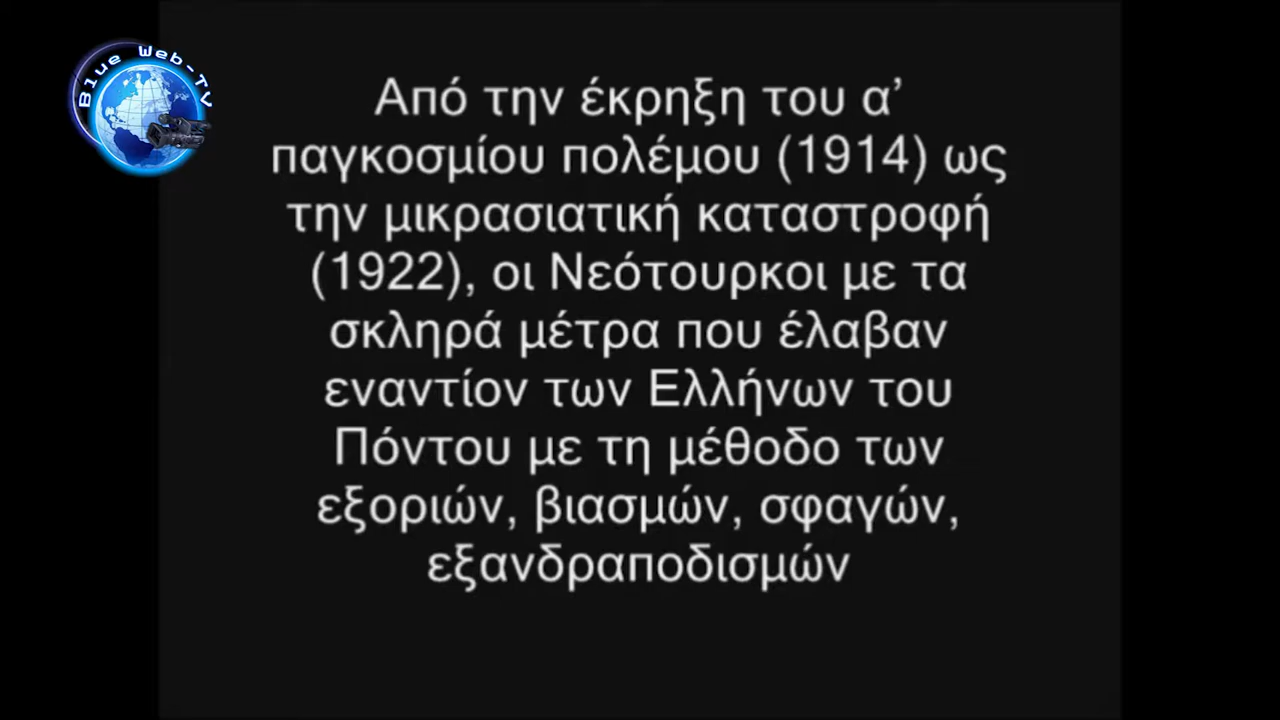 Blue Web-TV
Από την έκρηξη του α’
παγκοσμίου πολέμου (1914) ως
την μικρασιατική καταστροφή
(1922), οι Νεότουρκοι με τα
σκληρά μέτρα που έλαβαν
εναντίον των Ελλήνων του
Πόντου με τη μέθοδο των
εξοριών, βιασμών, σφαγών,
εξανδραποδισμών